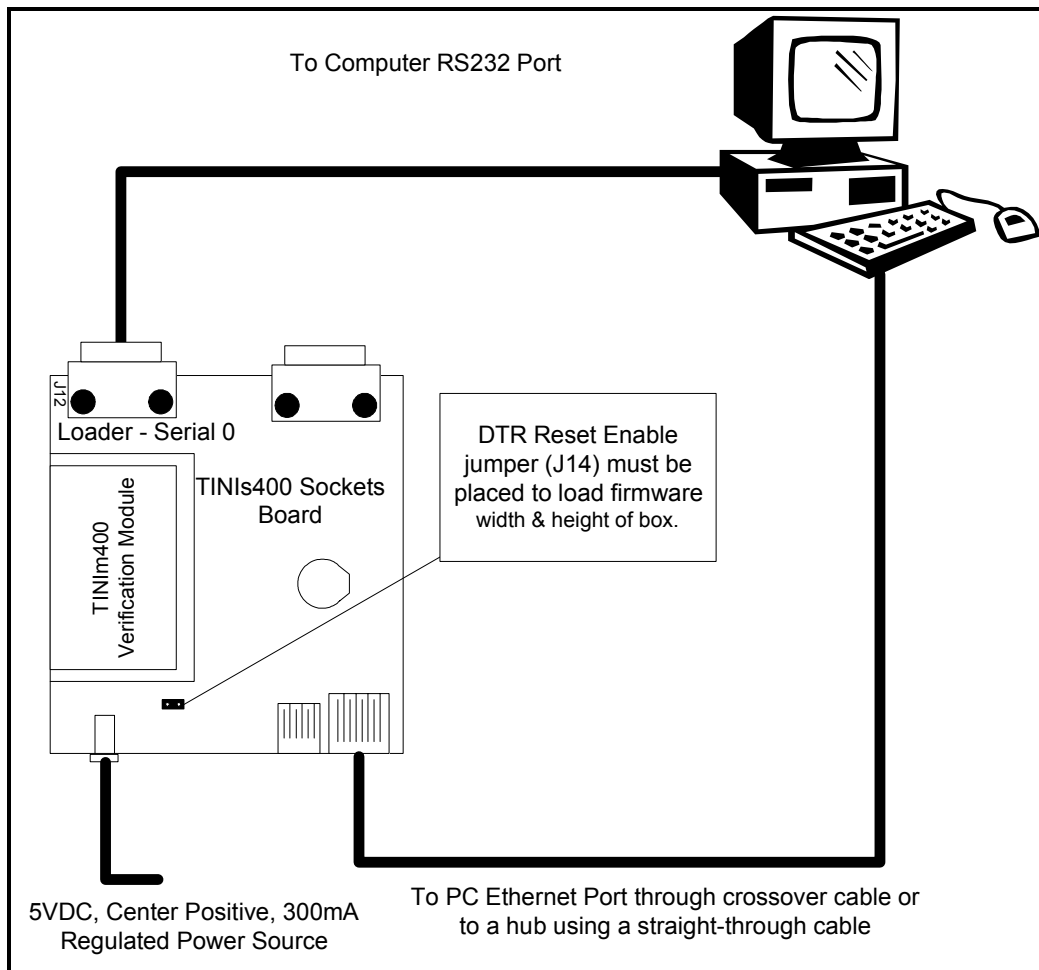 To Computer RS232 Port
J12
Loader - Serial 0
TINIs400 Sockets
Board
TINIm400
Verification Module
DTR Reset Enable
jumper (J14) must be
placed to load firmware
width & height of box.
5VDC, Center Positive, 300mA
Regulated Power Source
To PC Ethernet Port through crossover cable or
to a hub using a straight-through cable